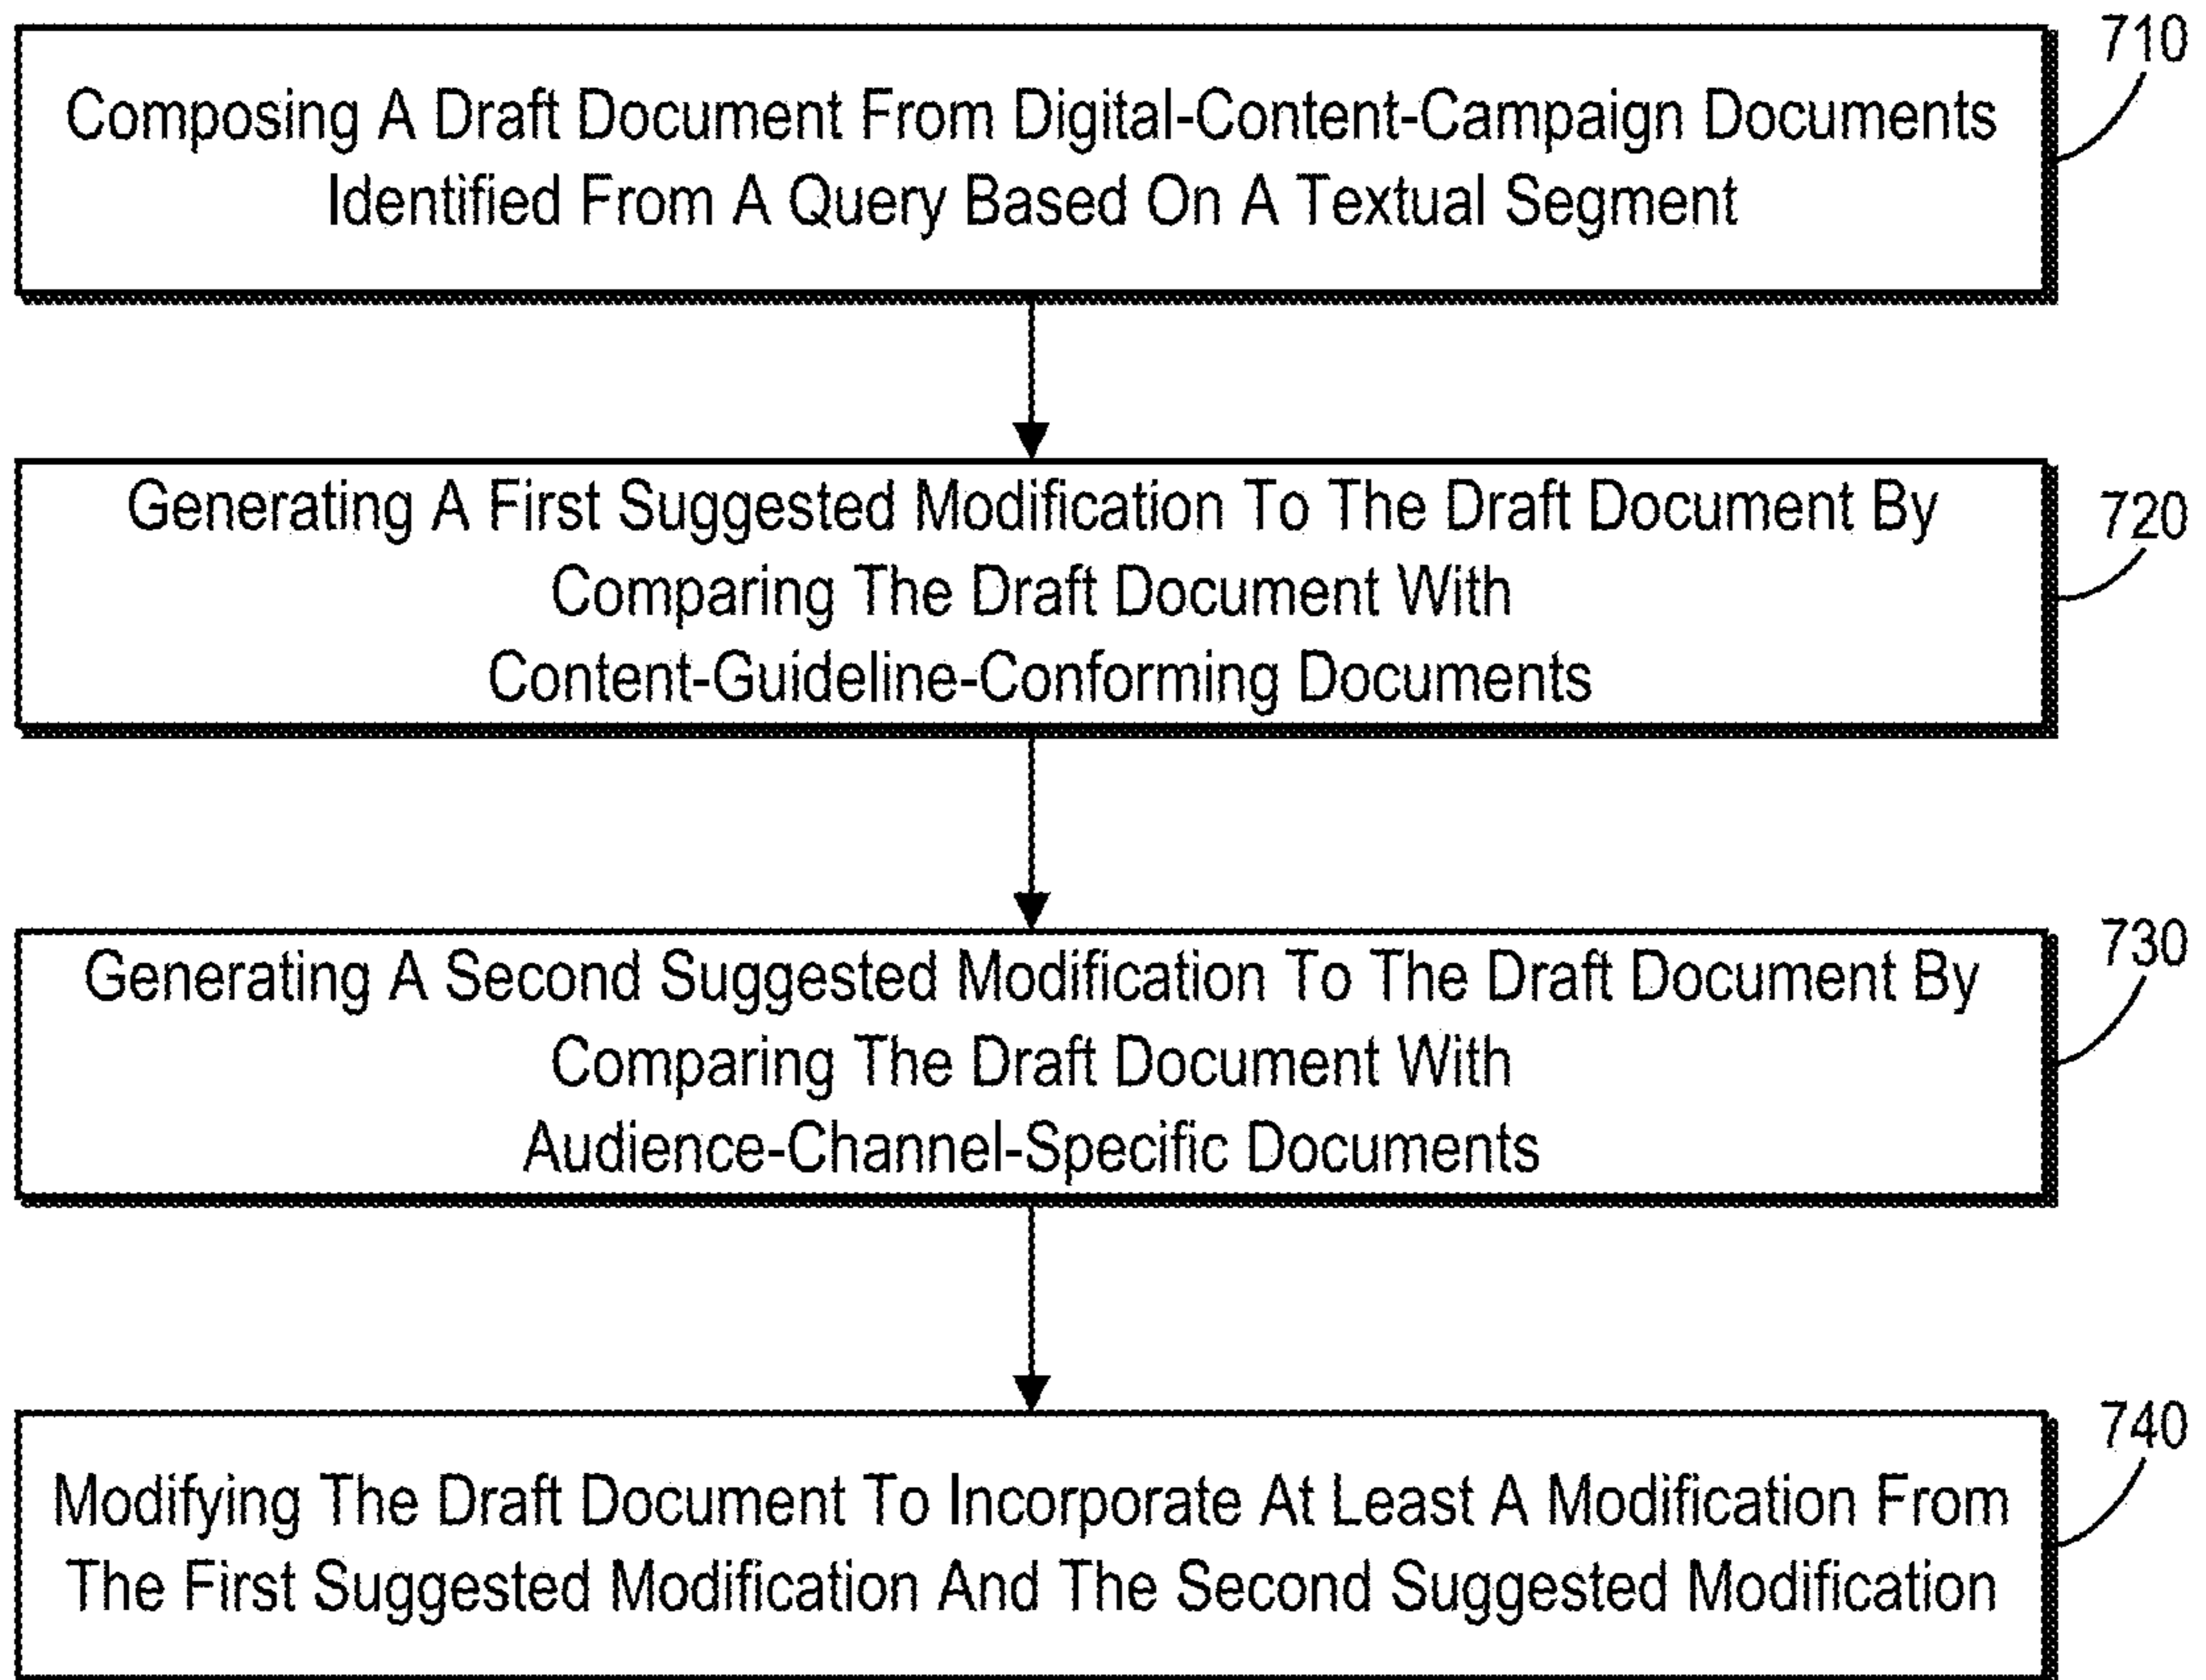 710
Composing A Draft Document From Digital-Content-Campaign Documents
Identified From A Query Based On A Textual Segment
720
Generating A First Suggested Modification To The Draft Document By
Comparing The Draft Document With
Content-Guideline-Conforming Documents
730
Generating A Second Suggested Modification To The Draft Document By
Comparing The Draft Document With
Audience-Channel-Specific Documents
740
Modifying The Draft Document To Incorporate At Least A Modification From
The First Suggested Modification And The Second Suggested Modification